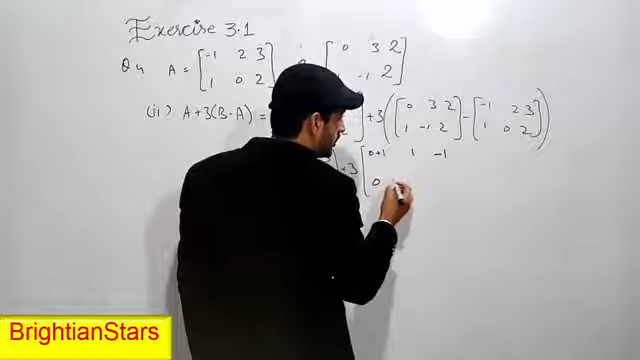 Exercise 3.1
Q4 A = [-1 2 3 [0 3 2]
1 0 2] -1 2]
(ii) A+3(B-A) = ]+3([0 3 2]-[-1 2 3])
1 -1 2] [1 0 2]
]+3[0+1 1 -1
0
BrightianStars